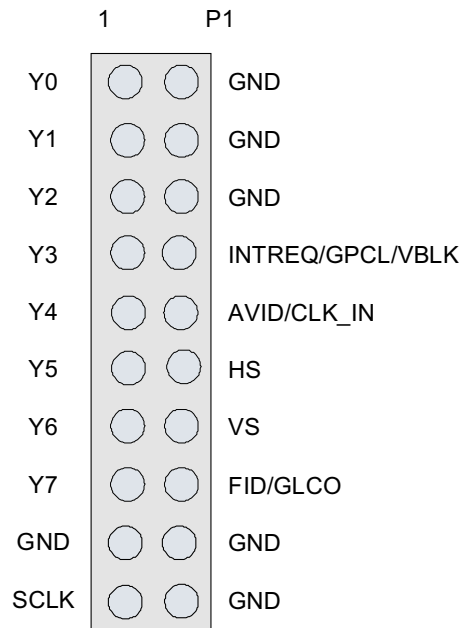 1 P1
Y0 GND
Y1 GND
Y2 GND
Y3 INTREQ/GPCL/VBLK
Y4 AVID/CLK_IN
Y5 HS
Y6 VS
Y7 FID/GLCO
GND GND
SCLK GND